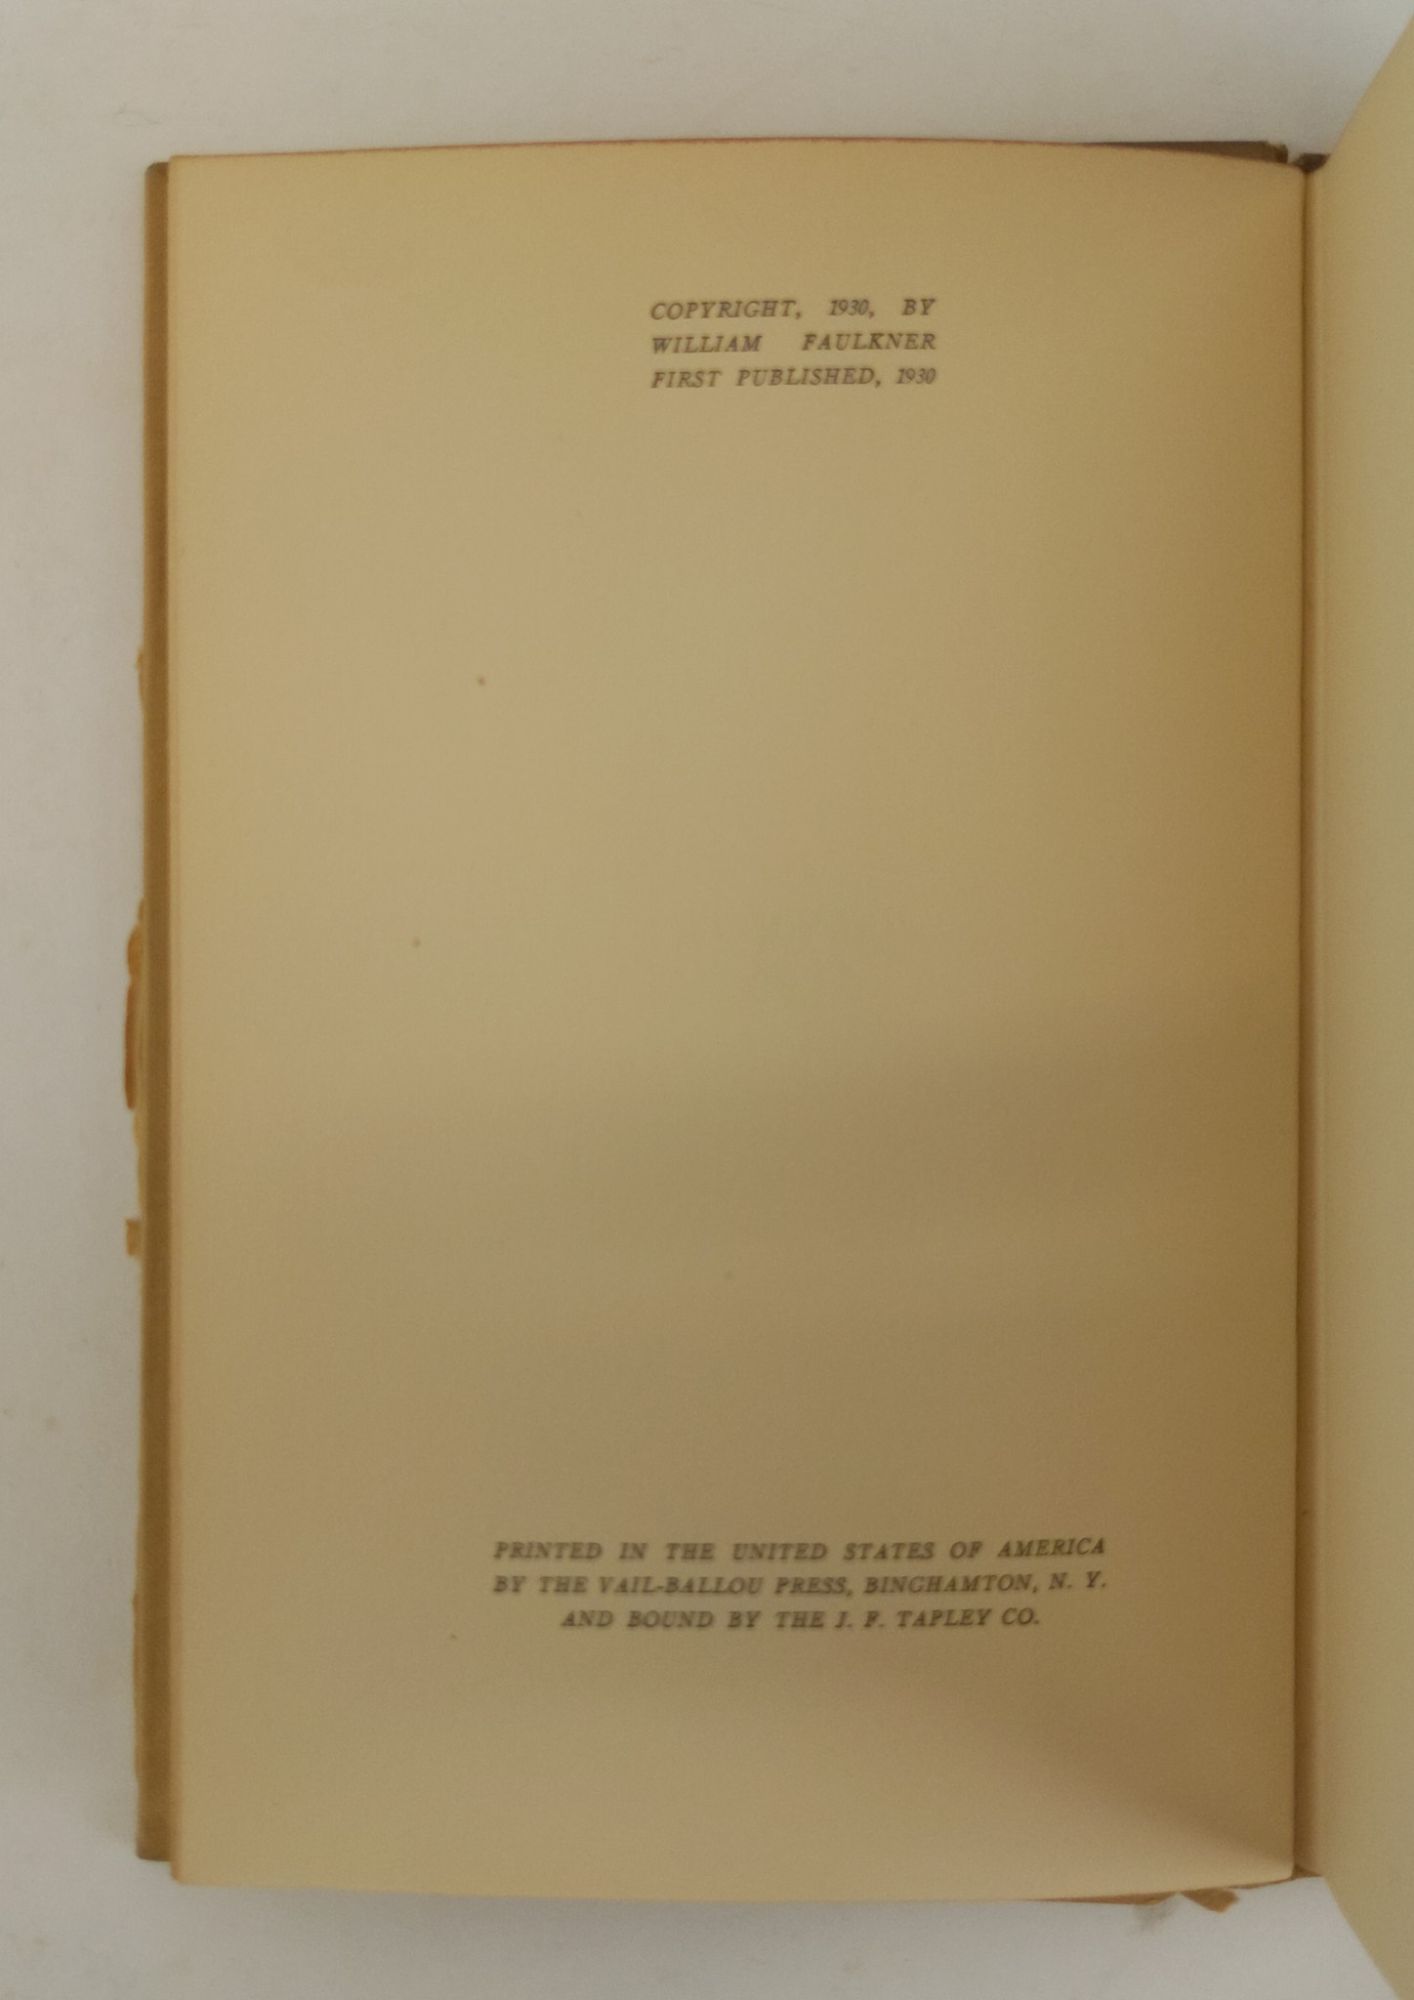 COPYRIGHT, 1930, BY
WILLIAM FAULKNER
FIRST PUBLISHED, 1930
PRINTED IN THE UNITED STATES OF AMERICA
BY THE VAIL-BALLOU PRESS, BINGHAMTON, N. Y.
AND BOUND BY THE J. F. TAPLEY CO.